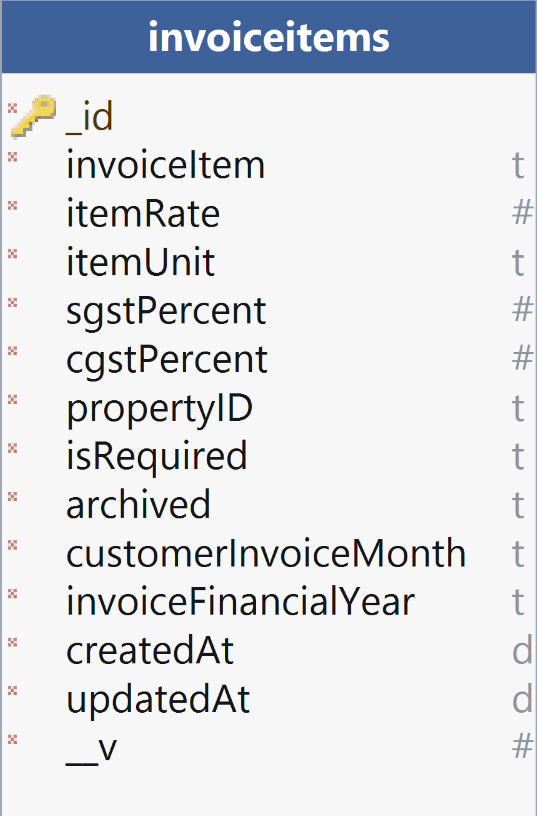 invoiceitems
* _id
* invoiceItem t
* itemRate #
* itemUnit t
* sgstPercent #
* cgstPercent #
* propertyID t
* isRequired t
* archived t
* customerInvoiceMonth t
* invoiceFinancialYear t
* createdAt d
* updatedAt d
* __v #